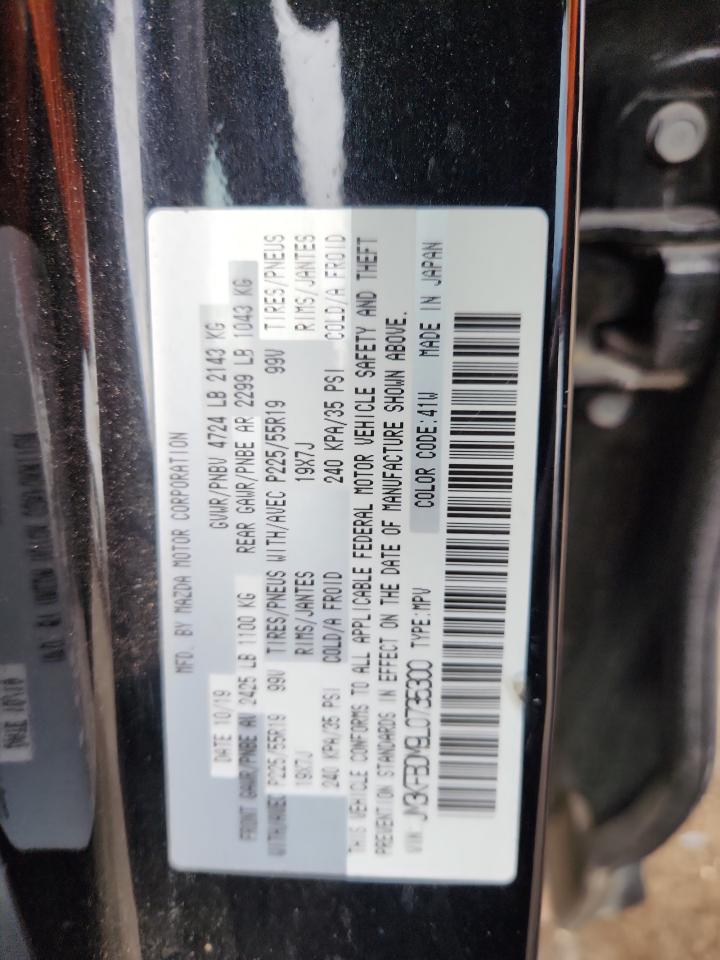 MFD. BY MAZDA MOTOR CORPORATION
DATE 10/19 GVWR/PNBV 4724 LB 2143 KG
FRONT GAWR/PNBE AV 2425 LB 1100 KG REAR GAWR/PNBE AR 2299 LB 1043 KG
WITH/AVEC P225/55R19 99V TIRES/PNEUS WITH/AVEC P225/55R19 99V TIRES/PNEUS
19X7J RIMS/JANTES 19X7J RIMS/JANTES
240 KPA/35 PSI COLD/A FROID 240 KPA/35 PSI COLD/A FROID
THIS VEHICLE CONFORMS TO ALL APPLICABLE FEDERAL MOTOR VEHICLE SAFETY AND THEFT
PREVENTION STANDARDS IN EFFECT ON THE DATE OF MANUFACTURE SHOWN ABOVE.
VIN: JM3KFBDM9L0735300 TYPE:MPV COLOR CODE:41W MADE IN JAPAN